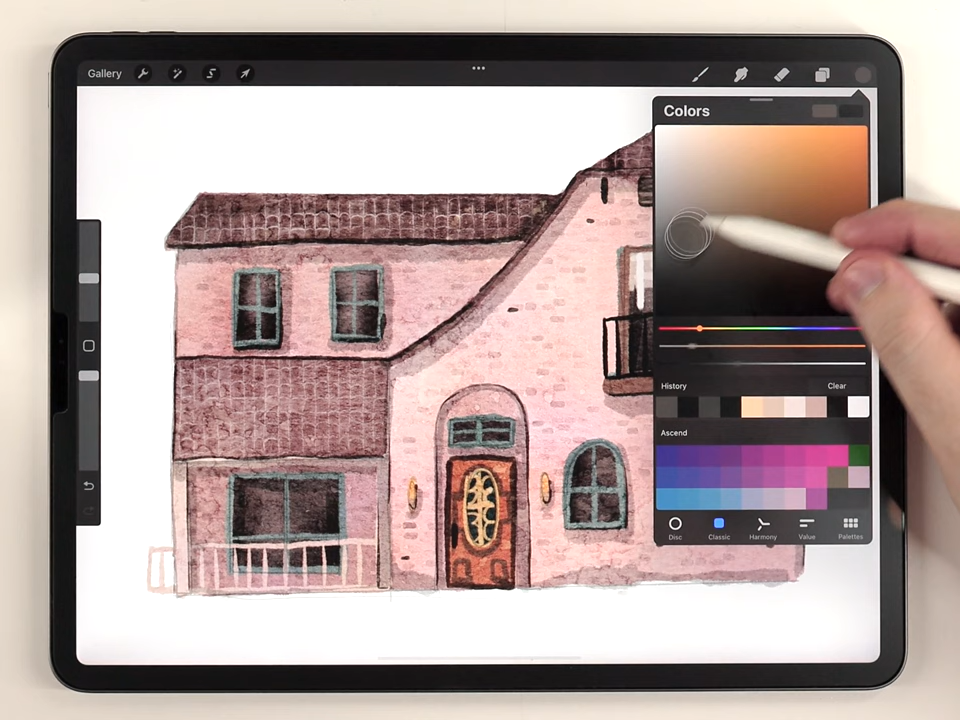 Gallery
Colors
History
Clear
Ascend
Disc
Classic
Harmony
Value
Palettes